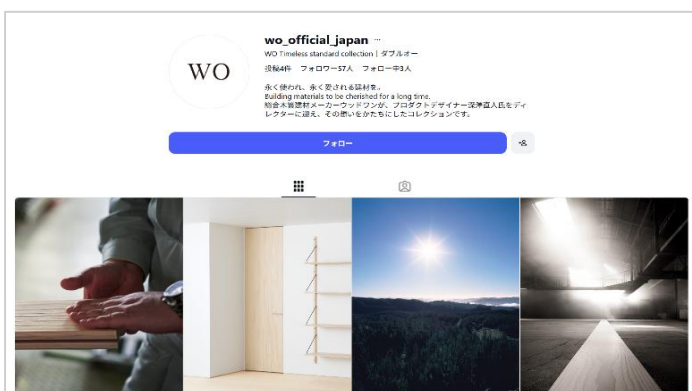 wo_official_japan ...
WO Timeless standard collection | ダブルオー
投稿4件 フォロワー57人 フォロー中3人
永く使われ、永く愛される建材を。
Building materials to be cherished for a long time.
総合木質建材メーカーウッドワンが、プロダクトデザイナー深澤直人氏をディ
レクターに迎え、その想いをかたちにしたコレクションです。
WO
フォロー